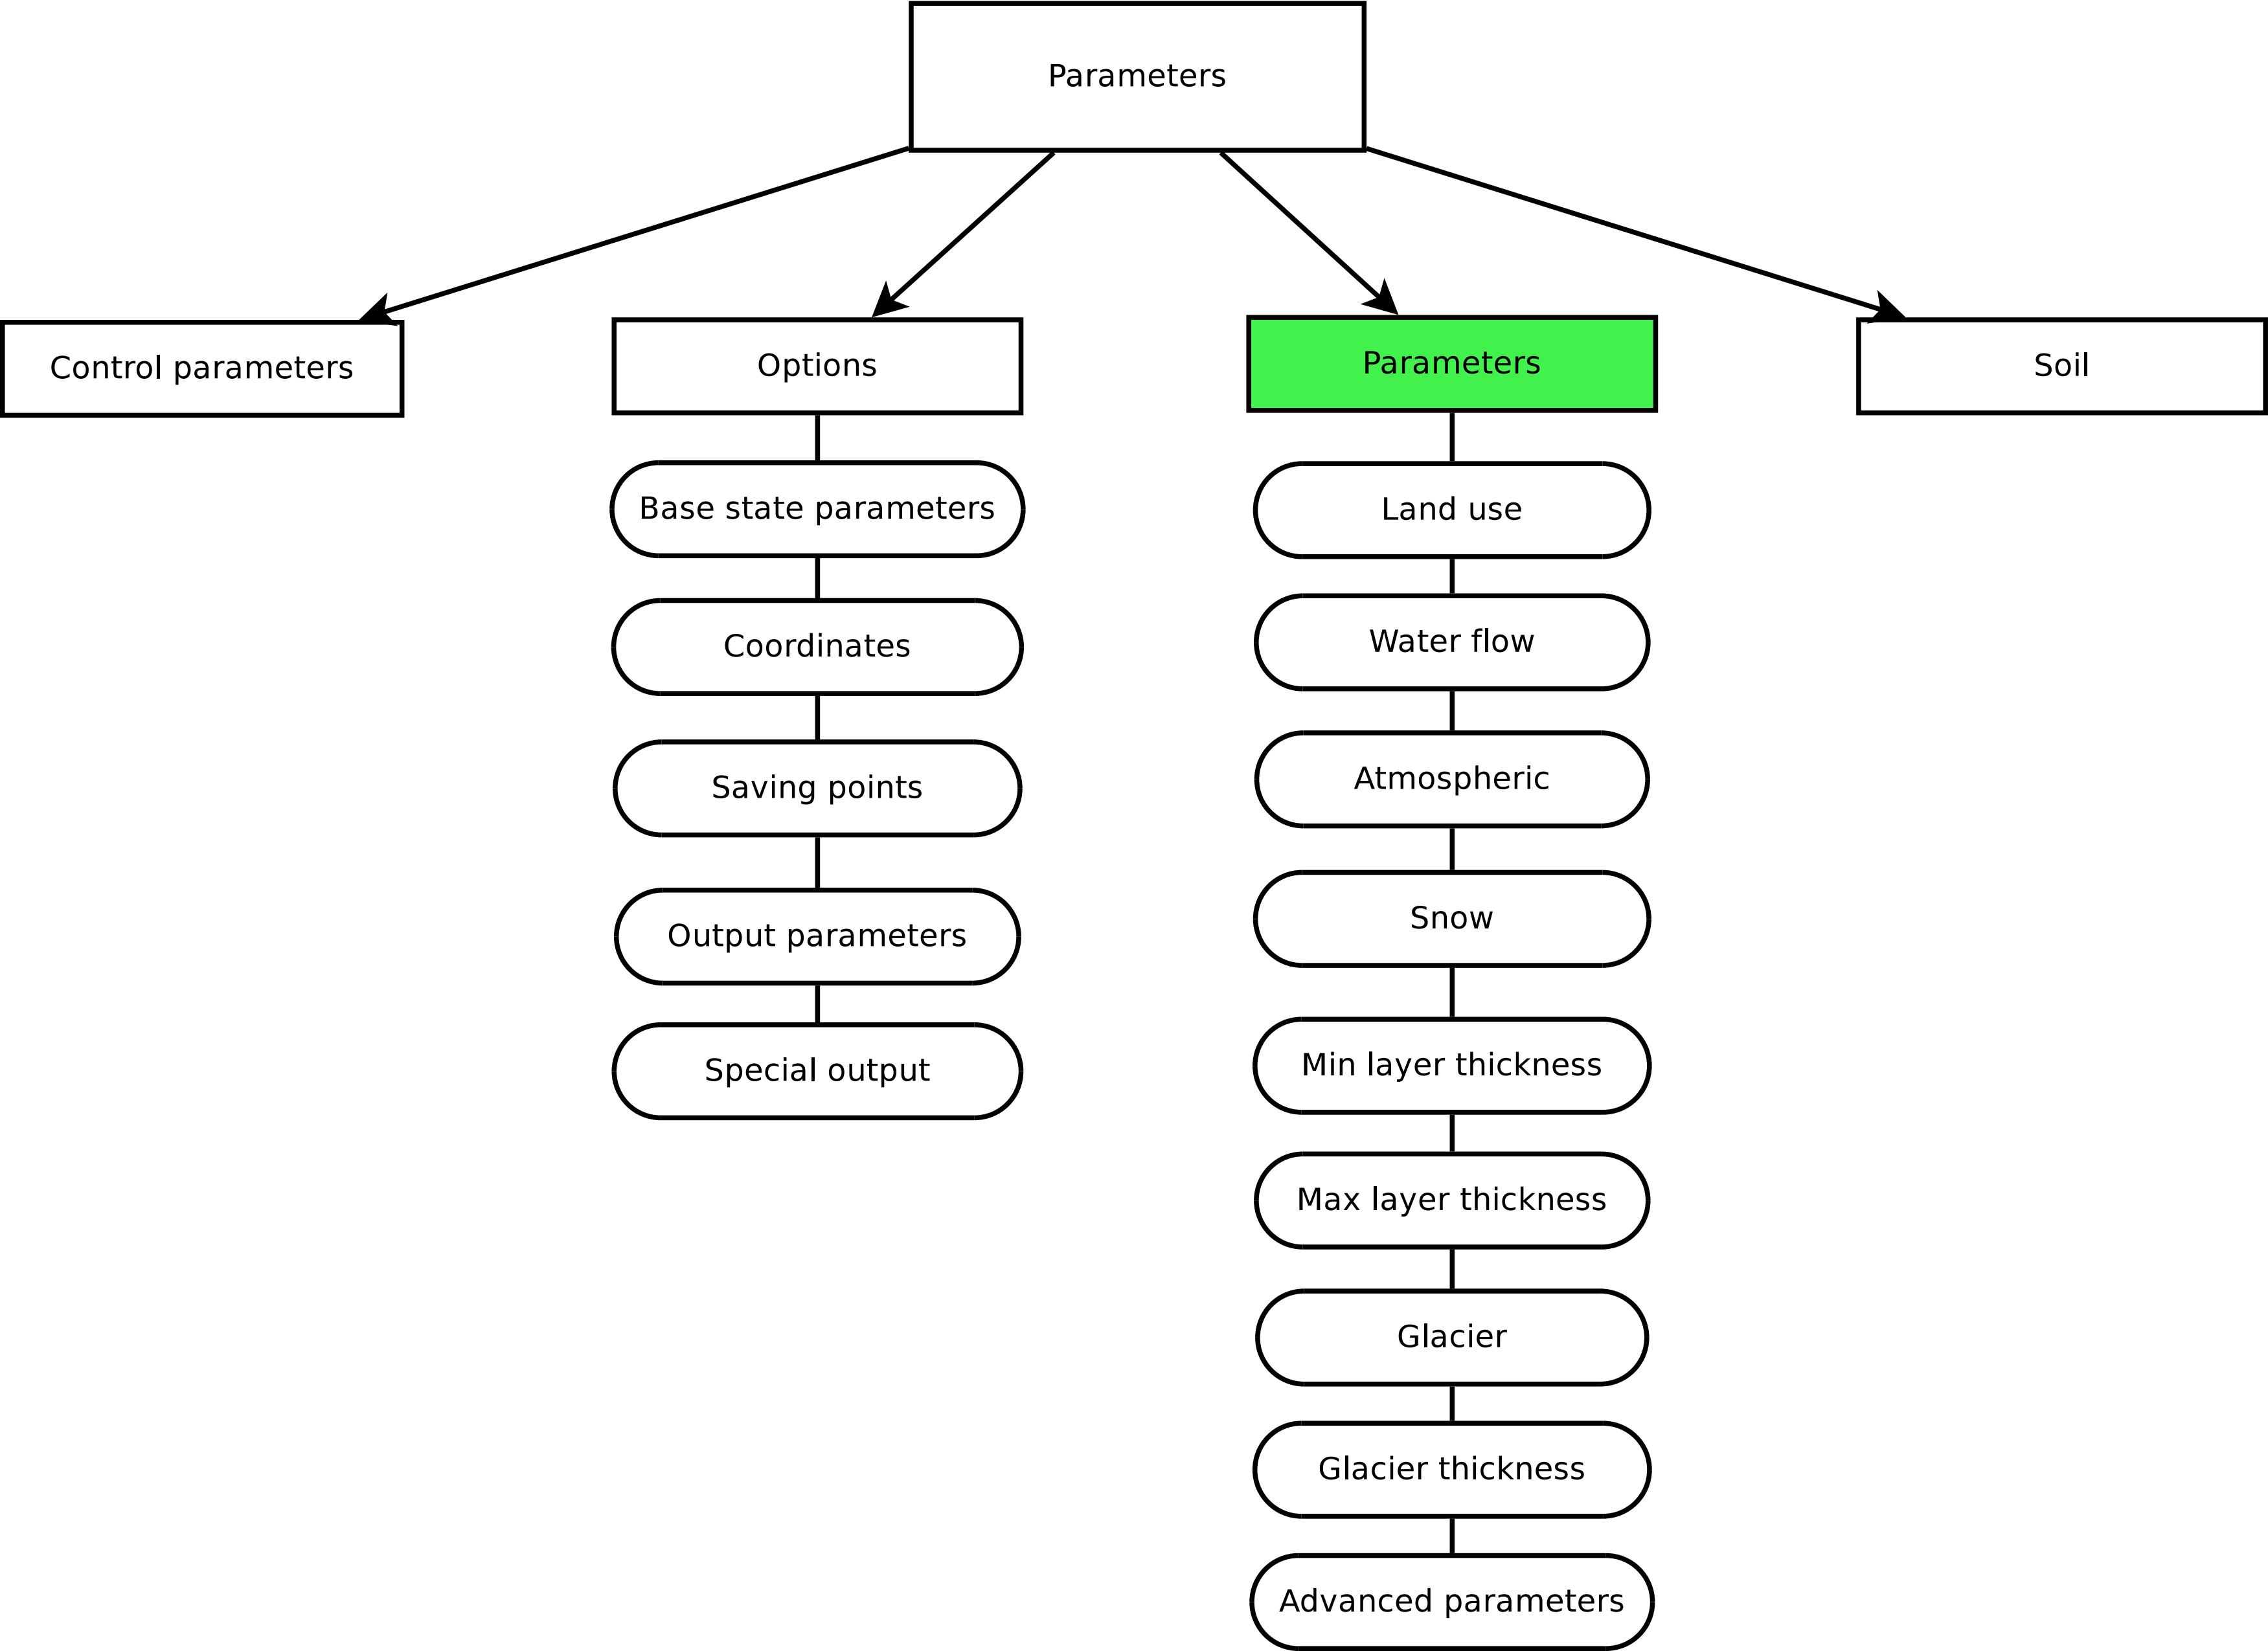 Parameters
Control parameters
Options
Parameters
Soil
Base state parameters
Coordinates
Saving points
Output parameters
Special output
Land use
Water flow
Atmospheric
Snow
Min layer thickness
Max layer thickness
Glacier
Glacier thickness
Advanced parameters